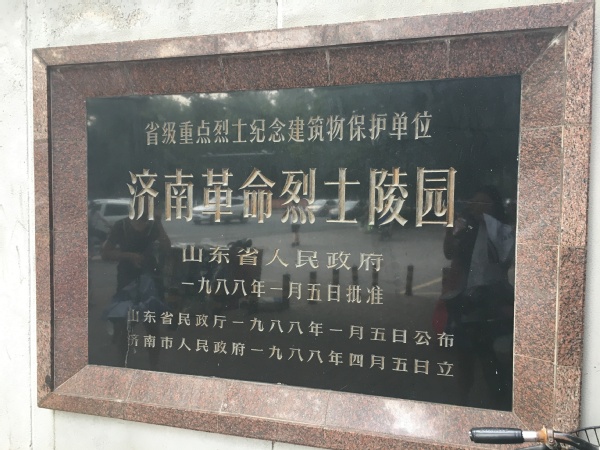 省级重点烈士纪念建筑物保护单位
济南革命烈士陵园
山东省人民政府
一九八八年一月五日批准
山东省民政厅一九八八年一月五日公布
济南市人民政府一九八八年四月五日立